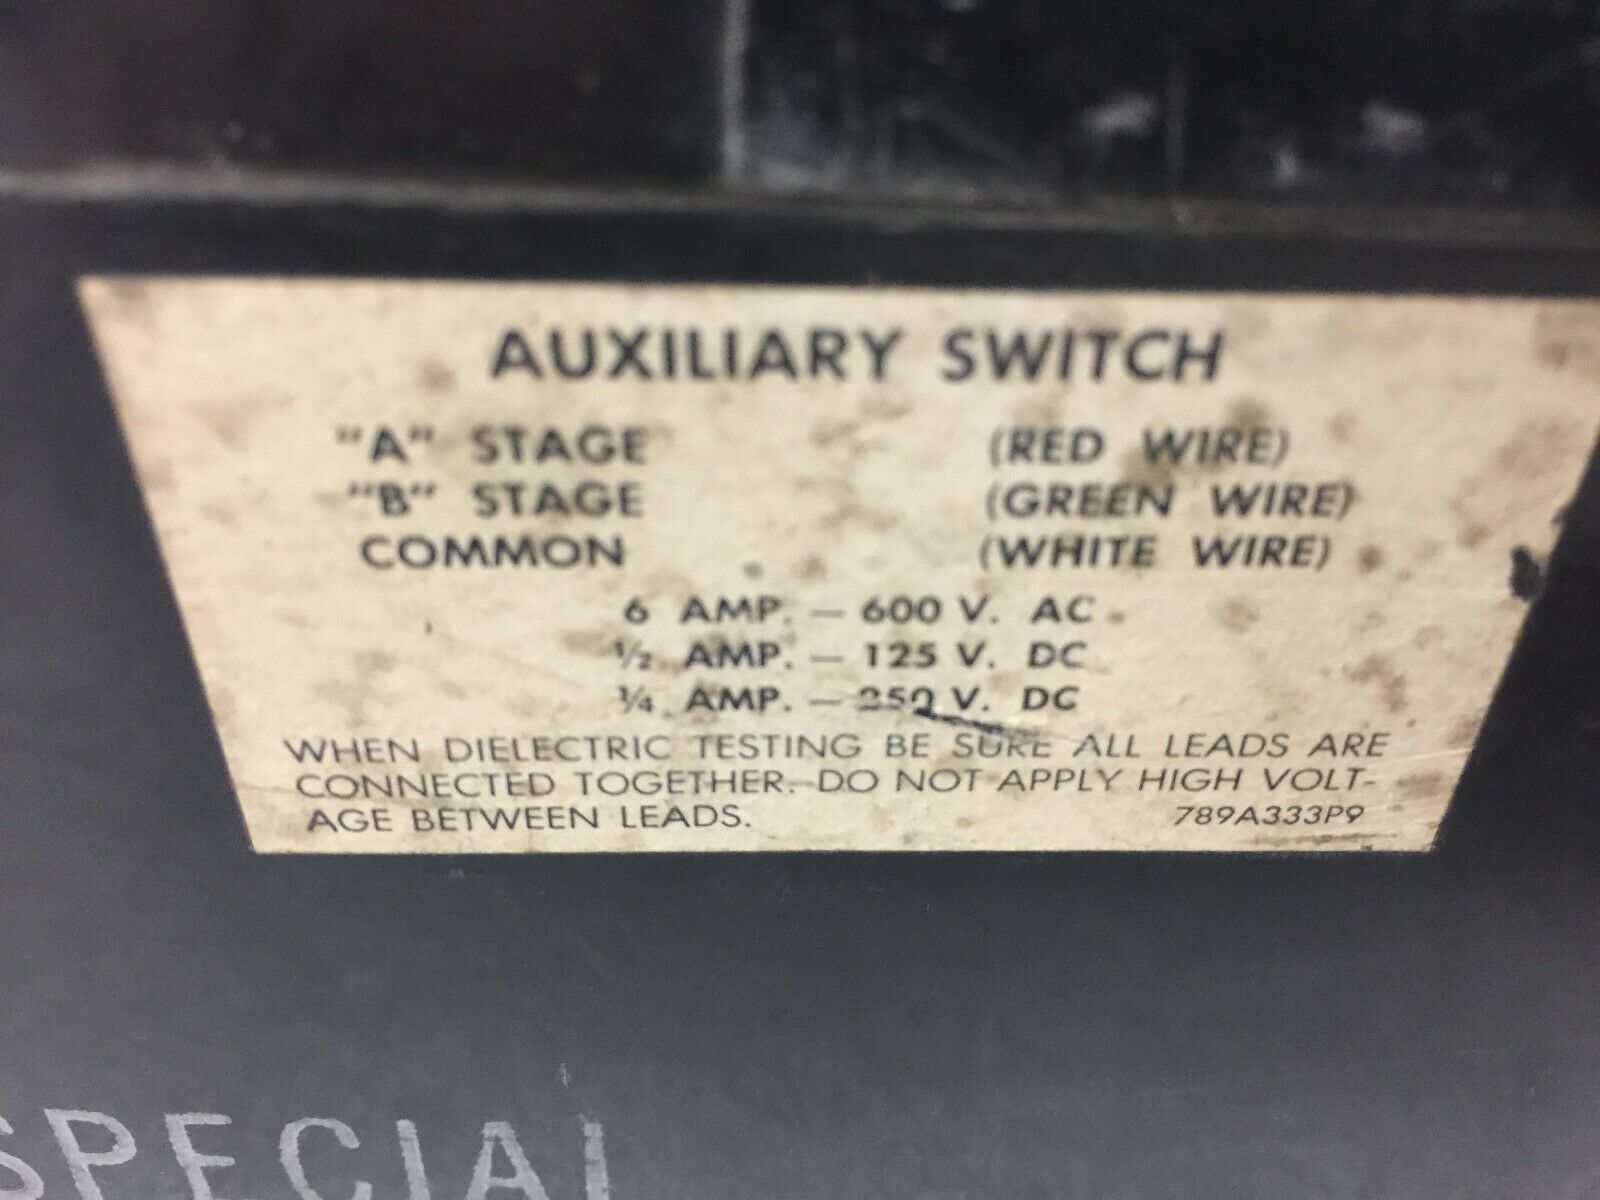 AUXILIARY SWITCH
"A" STAGE (RED WIRE)
"B" STAGE (GREEN WIRE)
COMMON (WHITE WIRE)
6 AMP. — 600 V. AC
½ AMP. — 125 V. DC
¼ AMP. — 250 V. DC
WHEN DIELECTRIC TESTING BE SURE ALL LEADS ARE
CONNECTED TOGETHER. DO NOT APPLY HIGH VOLT-
AGE BETWEEN LEADS. 789A333P9
SPECIAL